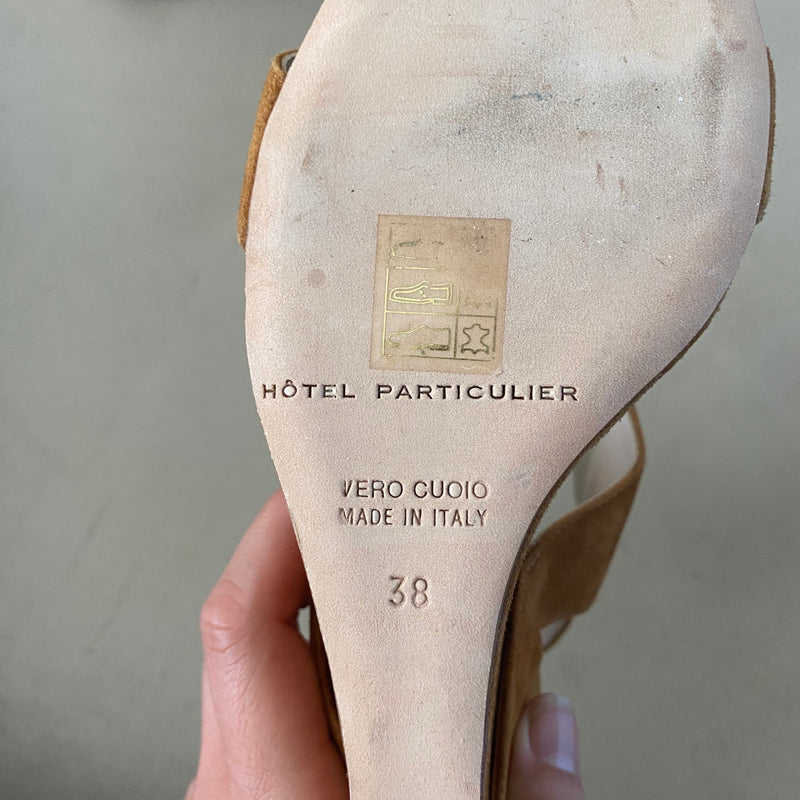 HÔTEL PARTICULIER
VERO CUOIO
MADE IN ITALY
38